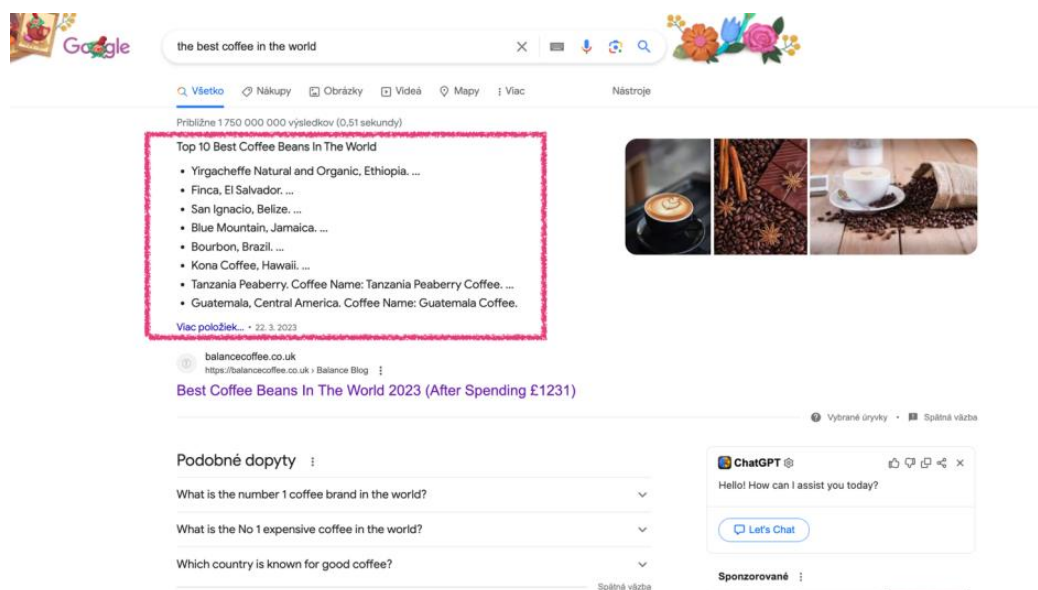 Google
the best coffee in the world
Všetko
Nákupy
Obrázky
Videá
Mapy
Viac
Nástroje
Približne 1 750 000 000 výsledkov (0,51 sekundy)
Top 10 Best Coffee Beans In The World
• Yirgacheffe Natural and Organic, Ethiopia. ...
• Finca, El Salvador. ...
• San Ignacio, Belize. ...
• Blue Mountain, Jamaica. ...
• Bourbon, Brazil. ...
• Kona Coffee, Hawaii. ...
• Tanzania Peaberry. Coffee Name: Tanzania Peaberry Coffee. ...
• Guatemala, Central America. Coffee Name: Guatemala Coffee.
Viac položiek... • 22. 3. 2023
balancecoffee.co.uk
https://balancecoffee.co.uk › Balance Blog
Best Coffee Beans In The World 2023 (After Spending £1231)
Vybrané úryvky • Spätná väzba
Podobné dopyty
What is the number 1 coffee brand in the world?
What is the No 1 expensive coffee in the world?
Which country is known for good coffee?
Spätná väzba
ChatGPT
Hello! How can I assist you today?
Let's Chat
Sponzorované